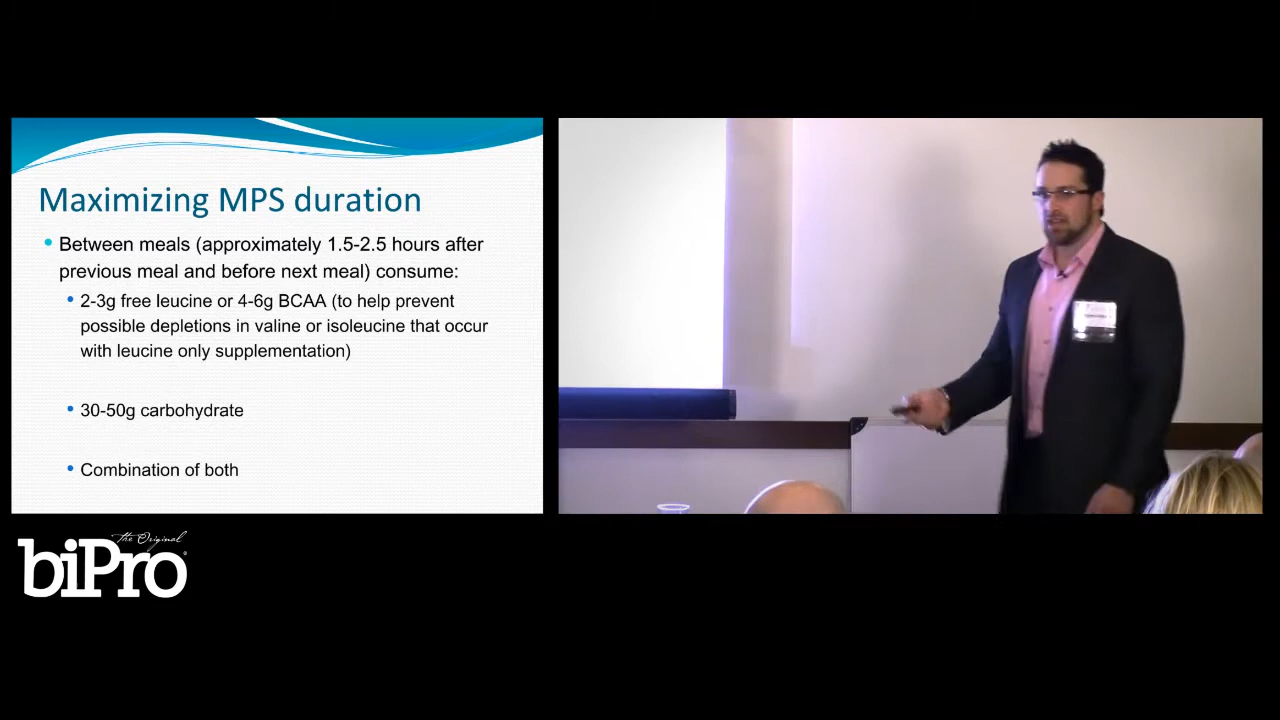 Maximizing MPS duration
• Between meals (approximately 1.5-2.5 hours after
previous meal and before next meal) consume:
• 2-3g free leucine or 4-6g BCAA (to help prevent
possible depletions in valine or isoleucine that occur
with leucine only supplementation)
• 30-50g carbohydrate
• Combination of both
The Original
biPro®